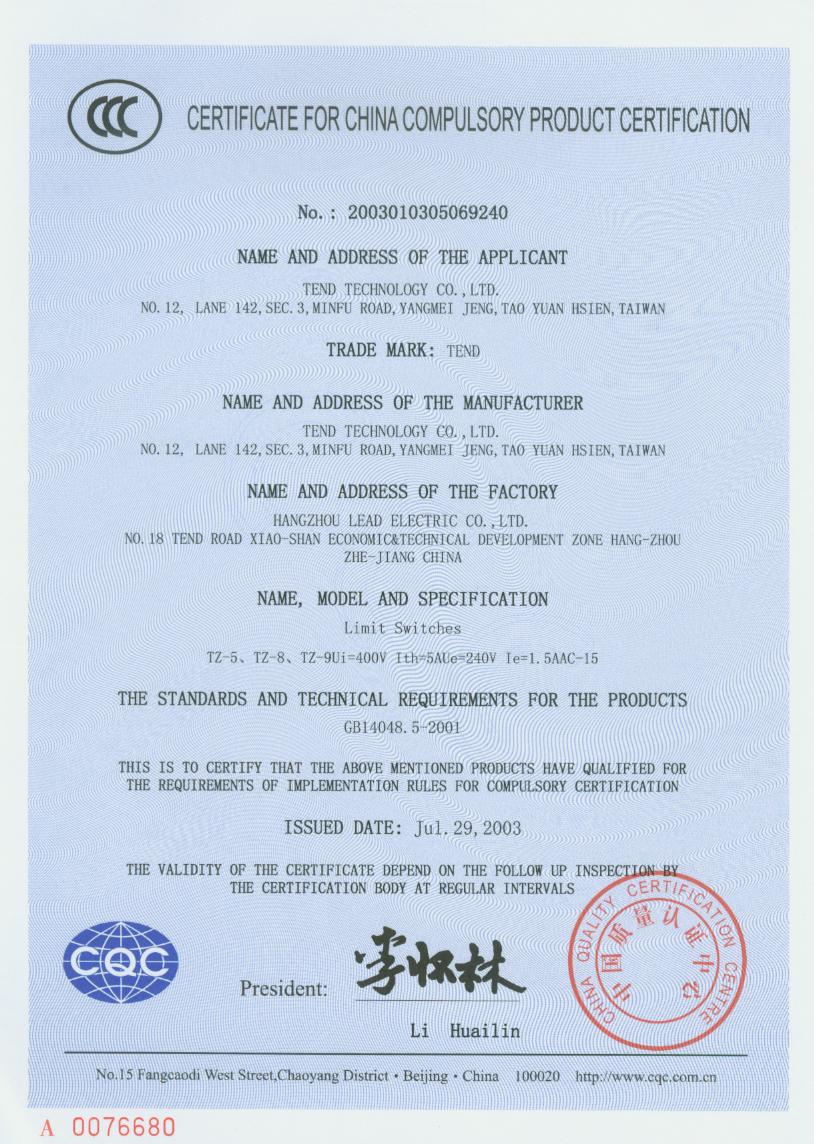 CCC
CERTIFICATE FOR CHINA COMPULSORY PRODUCT CERTIFICATION
No.: 2003010305069240
NAME AND ADDRESS OF THE APPLICANT
TEND TECHNOLOGY CO.,LTD.
NO.12, LANE 142,SEC.3,MINFU ROAD,YANGMEI JENG,TAO YUAN HSIEN,TAIWAN
TRADE MARK: TEND
NAME AND ADDRESS OF THE MANUFACTURER
TEND TECHNOLOGY CO.,LTD.
NO.12, LANE 142,SEC.3,MINFU ROAD,YANGMEI JENG,TAO YUAN HSIEN,TAIWAN
NAME AND ADDRESS OF THE FACTORY
HANGZHOU LEAD ELECTRIC CO.,LTD.
NO.18 TEND ROAD XIAO-SHAN ECONOMIC&TECHNICAL DEVELOPMENT ZONE HANG-ZHOU
ZHE-JIANG CHINA
NAME, MODEL AND SPECIFICATION
Limit Switches
TZ-5、TZ-8、TZ-9Ui=400V Ith=5AUe=240V Ie=1.5AAC-15
THE STANDARDS AND TECHNICAL REQUIREMENTS FOR THE PRODUCTS
GB14048.5-2001
THIS IS TO CERTIFY THAT THE ABOVE MENTIONED PRODUCTS HAVE QUALIFIED FOR
THE REQUIREMENTS OF IMPLEMENTATION RULES FOR COMPULSORY CERTIFICATION
ISSUED DATE: Jul.29,2003
THE VALIDITY OF THE CERTIFICATE DEPEND ON THE FOLLOW UP INSPECTION BY
THE CERTIFICATION BODY AT REGULAR INTERVALS
CHINA QUALITY CERTIFICATION CENTRE
中国质量认证中心
CQC
President:
李怀林
Li Huailin
No.15 Fangcaodi West Street,Chaoyang District·Beijing·China 100020 http://www.cqc.com.cn
A 0076680